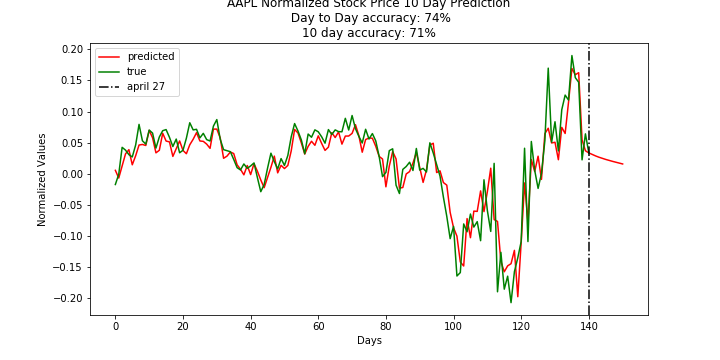 AAPL Normalized Stock Price 10 Day Prediction
Day to Day accuracy: 74%
10 day accuracy: 71%
predicted
true
april 27
Normalized Values
0.20
0.15
0.10
0.05
0.00
−0.05
−0.10
−0.15
−0.20
0 20 40 60 80 100 120 140
Days